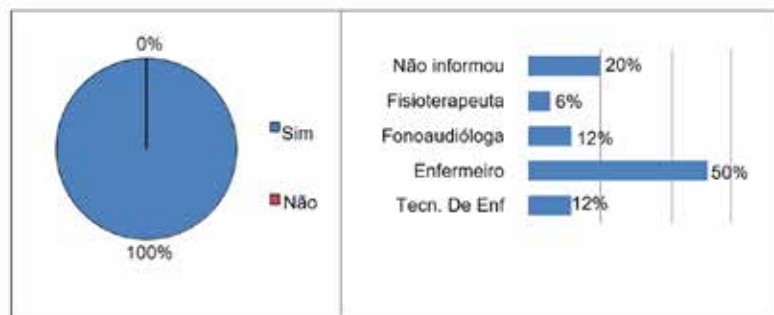 0%
Sim
Não
100%
Não informou 20%
Fisioterapeuta 6%
Fonoaudióloga 12%
Enfermeiro 50%
Tecn. De Enf 12%